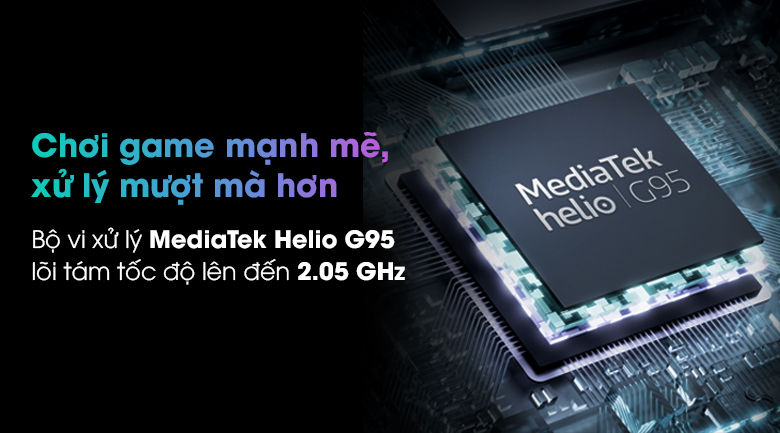 Chơi game mạnh mẽ,
xử lý mượt mà hơn
Bộ vi xử lý MediaTek Helio G95
lõi tám tốc độ lên đến 2.05 GHz
MediaTek
helio | G95